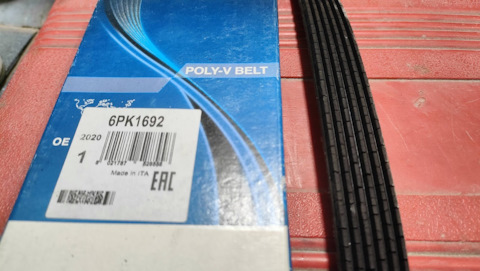 POLY-V BELT
6PK1692
OE
2020
1
Made in ITA
EAC